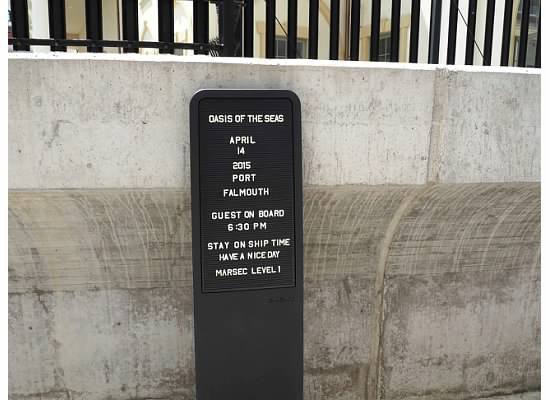 OASIS OF THE SEAS
APRIL
14
2015
PORT
FALMOUTH
GUEST ON BOARD
6:30 PM
STAY ON SHIP TIME
HAVE A NICE DAY
MARSEC LEVEL 1